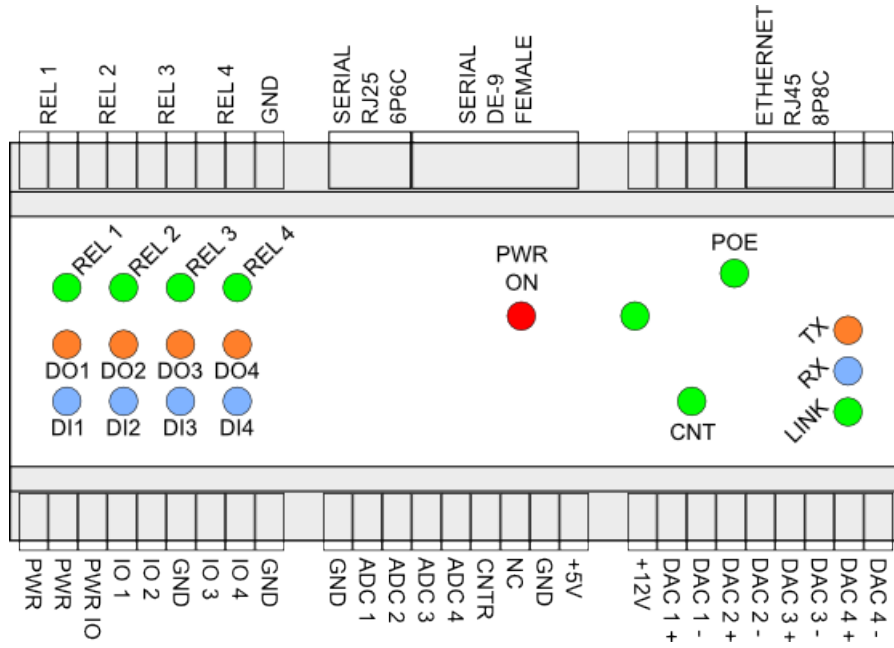 REL 1
REL 2
REL 3
REL 4
GND
SERIAL
RJ25
6P6C
SERIAL
DE-9
FEMALE
ETHERNET
RJ45
8P8C
REL 1
REL 2
REL 3
REL 4
PWR
ON
POE
TX
RX
LINK
DO1
DO2
DO3
DO4
DI1
DI2
DI3
DI4
CNT
PWR
PWR
PWR IO
IO 1
IO 2
GND
IO 3
IO 4
GND
GND
ADC 1
ADC 2
ADC 3
ADC 4
CNTR
NC
GND
+5V
+12V
DAC 1 +
DAC 1 -
DAC 2 +
DAC 2 -
DAC 3 +
DAC 3 -
DAC 4 +
DAC 4 -